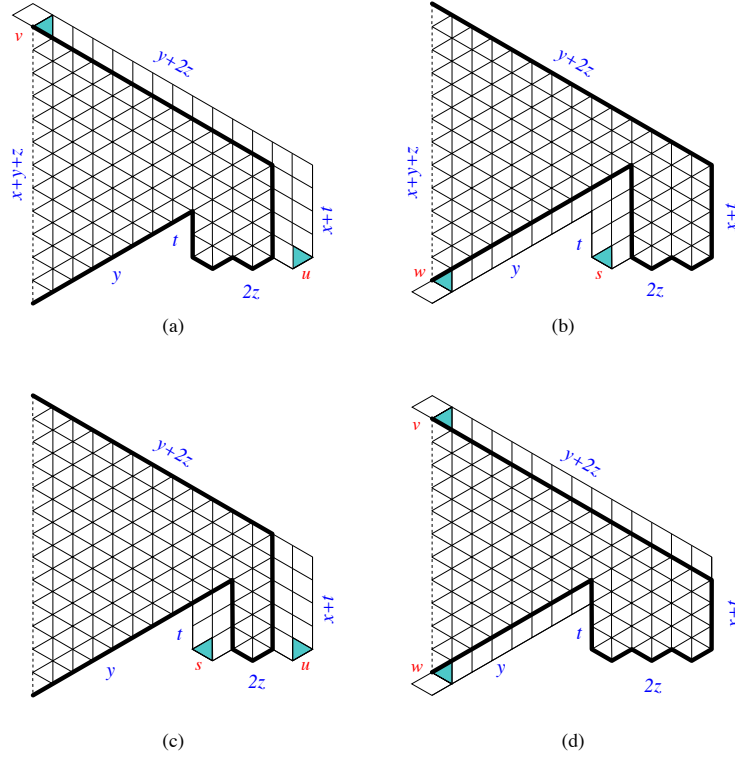 v
y+2z
x+y+z
x+t
t
y
u
2z
(a)
y+2z
x+y+z
x+t
w
t
y
s
2z
(b)
y+2z
x+t
t
s
u
y
2z
(c)
v
y+2z
x+t
t
w
y
2z
(d)